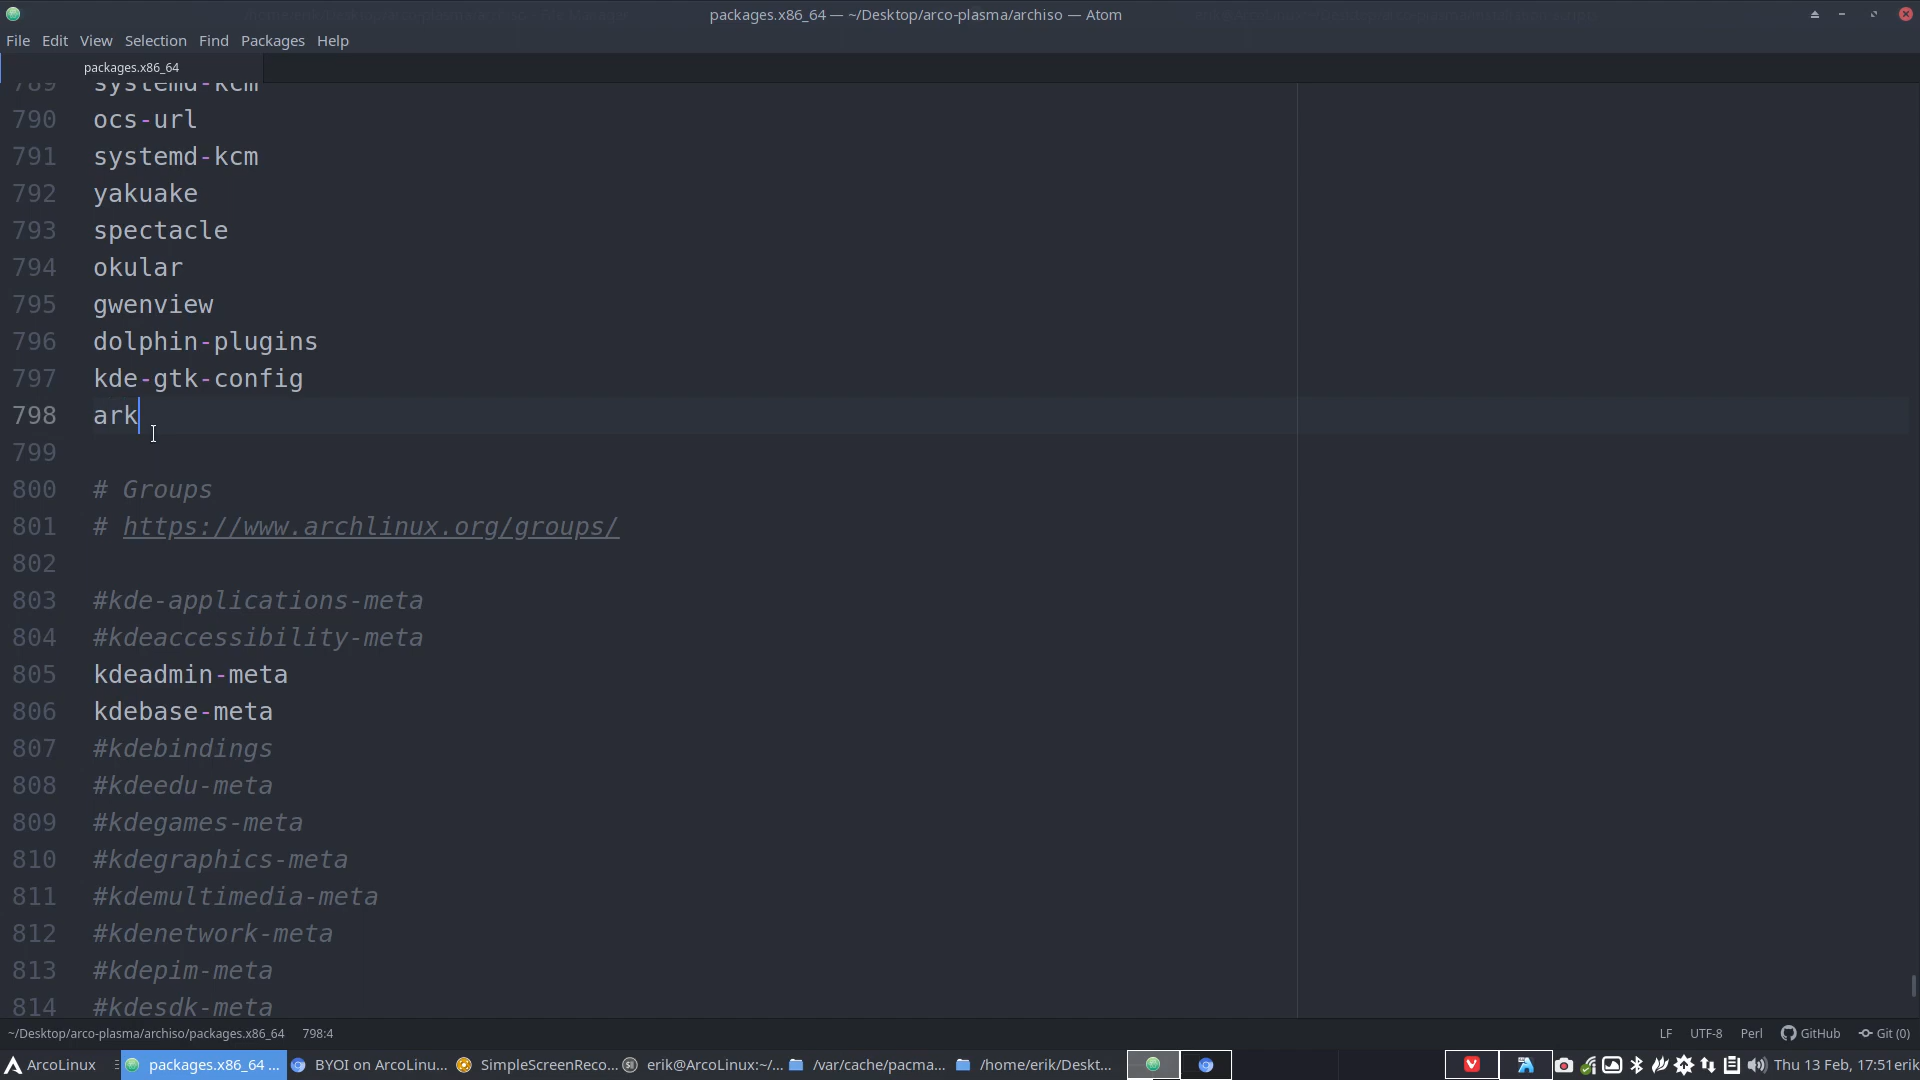 packages.x86_64 — ~/Desktop/arco-plasma/archiso — Atom
File Edit View Selection Find Packages Help
packages.x86_64
789 systemd-kcm
790 ocs-url
791 systemd-kcm
792 yakuake
793 spectacle
794 okular
795 gwenview
796 dolphin-plugins
797 kde-gtk-config
798 ark
799
800 # Groups
801 # https://www.archlinux.org/groups/
802
803 #kde-applications-meta
804 #kdeaccessibility-meta
805 kdeadmin-meta
806 kdebase-meta
807 #kdebindings
808 #kdeedu-meta
809 #kdegames-meta
810 #kdegraphics-meta
811 #kdemultimedia-meta
812 #kdenetwork-meta
813 #kdepim-meta
814 #kdesdk-meta
~/Desktop/arco-plasma/archiso/packages.x86_64 798:4 LF UTF-8 Perl GitHub Git (0)
ArcoLinux packages.x86_64 ... BYOI on ArcoLinu... SimpleScreenReco... erik@ArcoLinux:~/... /var/cache/pacma... /home/erik/Deskt... Thu 13 Feb, 17:51 erik